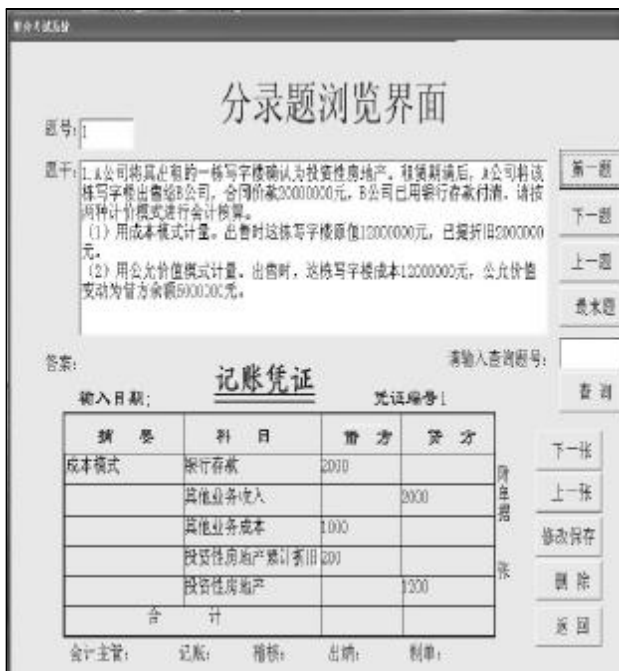 联合考试系统
分录题浏览界面
题号: 1
题干: 1.A公司将其出租的一栋写字楼确认为投资性房地产。租赁期满后，A公司将该
栋写字楼出售给B公司，合同价款20000000元，B公司已用银行存款付清。请按
两种计价模式进行会计核算。
（1）用成本模式计量。出售时这栋写字楼原值12000000元，已提折旧2000000
元。
（2）用公允价值模式计量。出售时，这栋写字楼成本12000000元，公允价值
变动为借方余额5000000元。
第一题
下一题
上一题
最末题
答案:
请输入查询题号:
查 询
记账凭证
输入日期:
凭证编号1
摘 要 科 目 借 方 贷 方
成本模式 银行存款 2000
其他业务收入 2000
其他业务成本 1000
投资性房地产累计折旧 200
投资性房地产 1200
合 计
附单据 张
下一张
上一张
修改保存
删 除
返 回
会计主管: 记账: 稽核: 出纳: 制单: